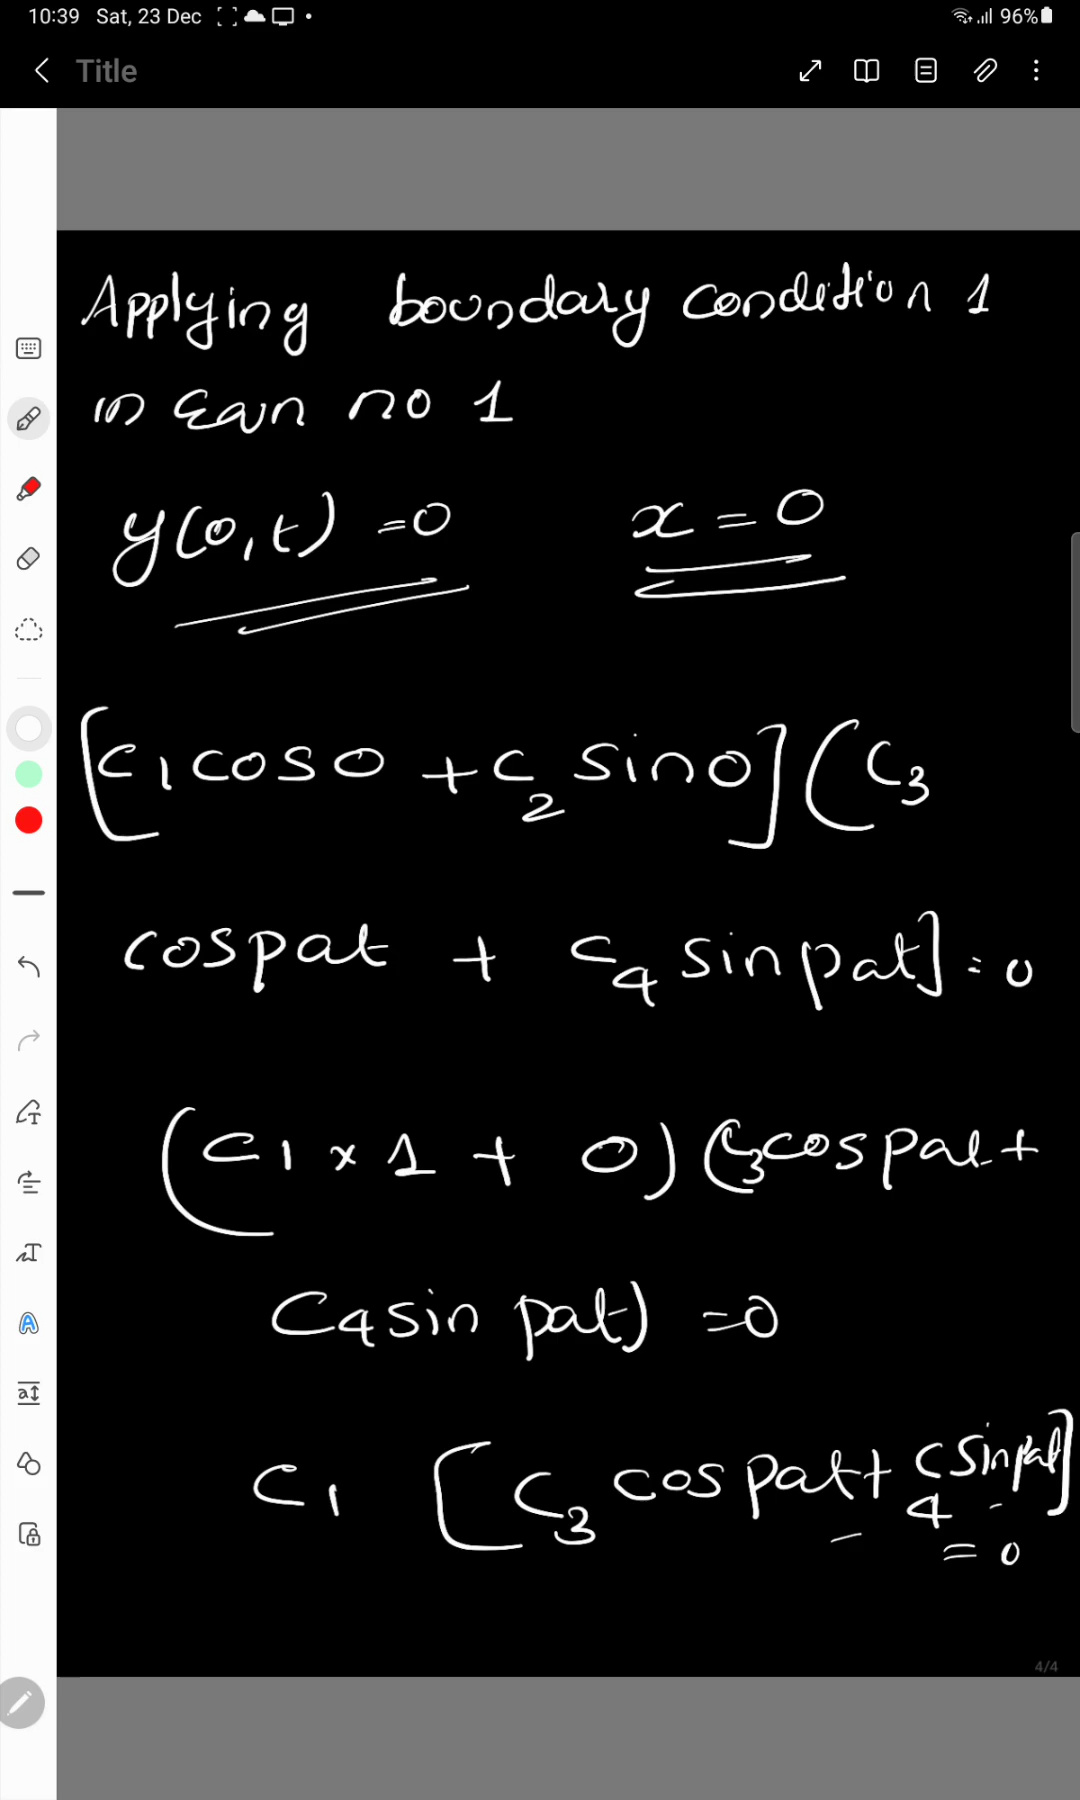 10:39 Sat, 23 Dec 96%
Title
Applying boundary condition 1
in Eqn no 1
y(0,t) =0 x = 0
[C1 cos0 + C2 sin0] (C3
cospat + C4 sinpat] = 0
(C1 x 1 + 0) (C3cospat+
C4sin pat) =0
C1 [C3 cospat+ C4 sinpat]
= 0
4/4